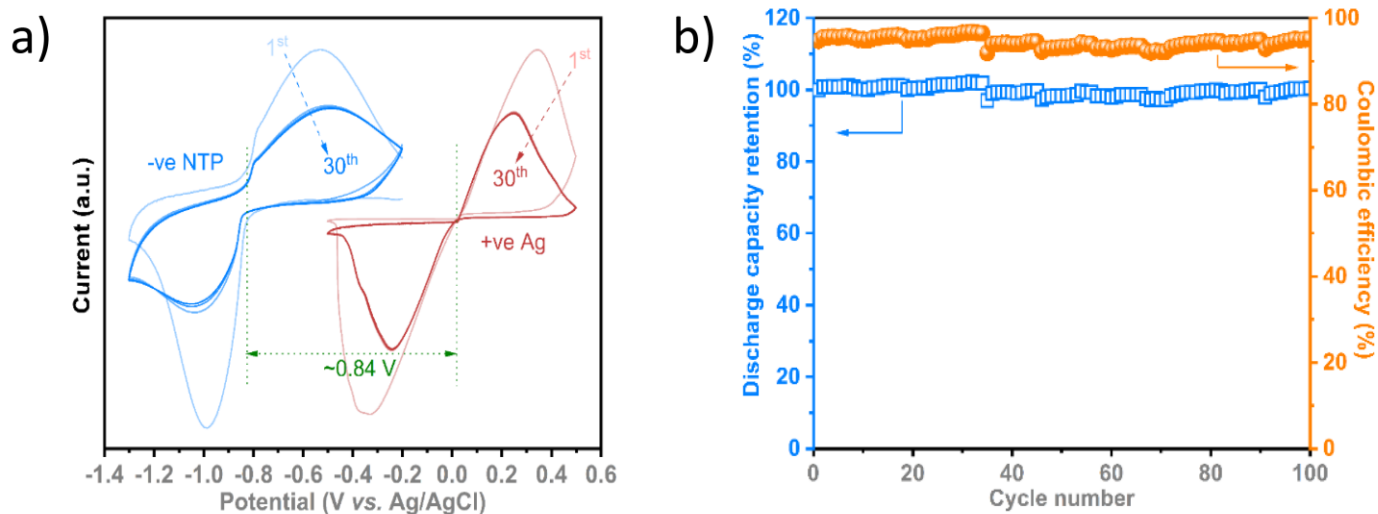 a)
1st
1st
-ve NTP
30th
30th
+ve Ag
~0.84 V
Current (a.u.)
-1.4 -1.2 -1.0 -0.8 -0.6 -0.4 -0.2 0.0 0.2 0.4 0.6
Potential (V vs. Ag/AgCl)
b)
Discharge capacity retention (%)
120
100
80
60
40
20
0
100
80
60
40
20
0
Coulombic efficiency (%)
0 20 40 60 80 100
Cycle number